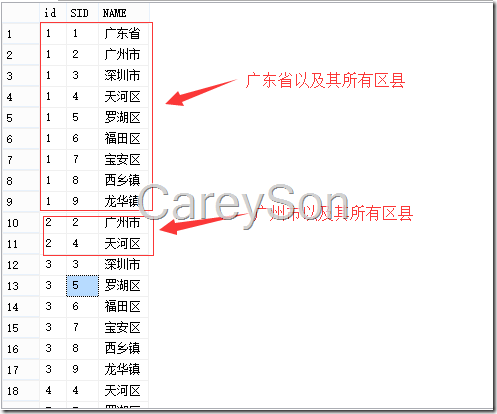 id SID NAME
1 1 1 广东省
2 1 2 广州市
3 1 3 深圳市
4 1 4 天河区
5 1 5 罗湖区
6 1 6 福田区
7 1 7 宝安区
8 1 8 西乡镇
9 1 9 龙华镇
10 2 2 广州市
11 2 4 天河区
12 3 3 深圳市
13 3 5 罗湖区
14 3 6 福田区
15 3 7 宝安区
16 3 8 西乡镇
17 3 9 龙华镇
18 4 4 天河区
广东省以及其所有区县
广州市以及其所有区县
CareySon